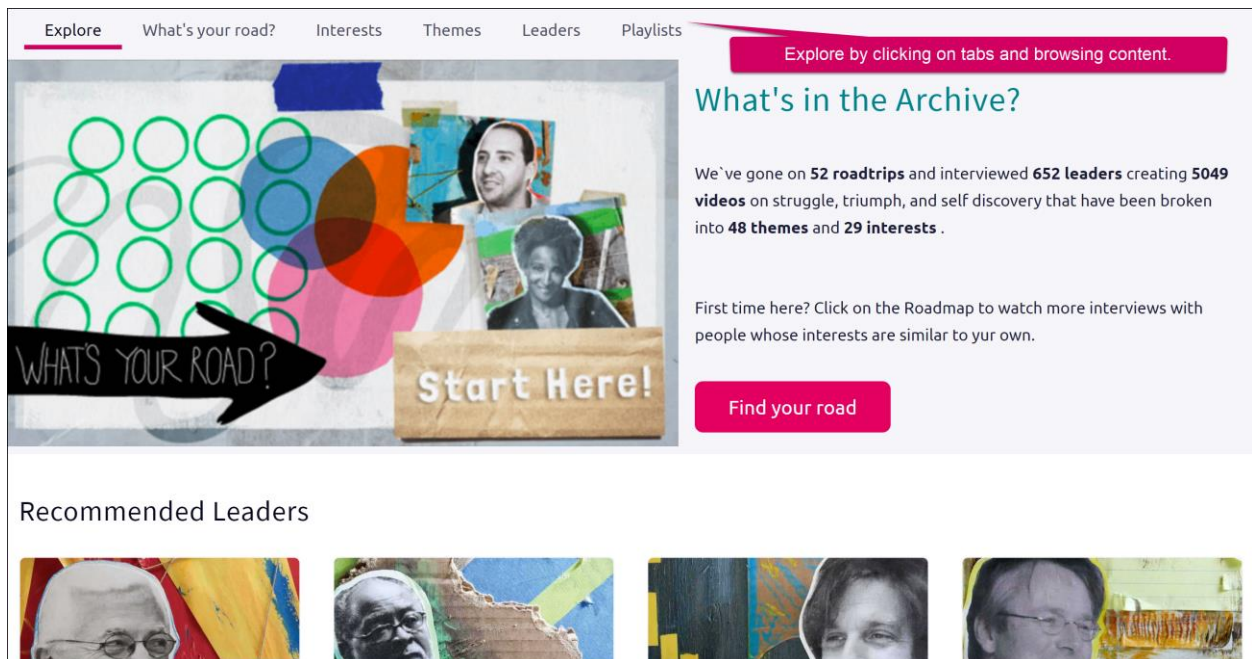 Explore What's your road? Interests Themes Leaders Playlists
Explore by clicking on tabs and browsing content.
What's in the Archive?
We`ve gone on 52 roadtrips and interviewed 652 leaders creating 5049
videos on struggle, triumph, and self discovery that have been broken
into 48 themes and 29 interests .
First time here? Click on the Roadmap to watch more interviews with
people whose interests are similar to yur own.
WHAT'S YOUR ROAD?
Start Here!
Find your road
Recommended Leaders